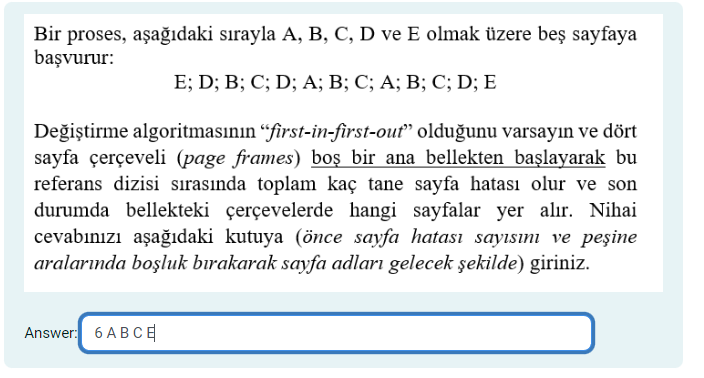 Bir proses, aşağıdaki sırayla A, B, C, D ve E olmak üzere beş sayfaya
başvurur:
E; D; B; C; D; A; B; C; A; B; C; D; E
Değiştirme algoritmasının “first-in-first-out” olduğunu varsayın ve dört
sayfa çerçeveli (page frames) boş bir ana bellekten başlayarak bu
referans dizisi sırasında toplam kaç tane sayfa hatası olur ve son
durumda bellekteki çerçevelerde hangi sayfalar yer alır. Nihai
cevabınızı aşağıdaki kutuya (önce sayfa hatası sayısını ve peşine
aralarında boşluk bırakarak sayfa adları gelecek şekilde) giriniz.
Answer: 6 A B C E